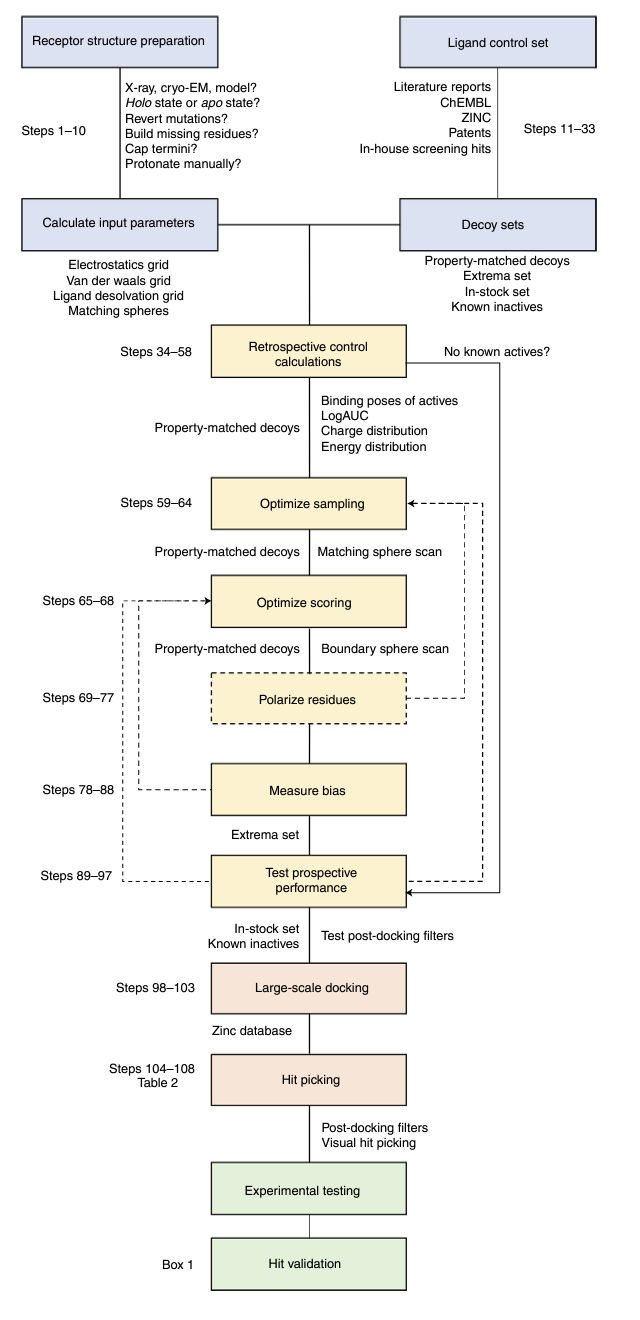 Receptor structure preparation
Ligand control set
Steps 1–10
X-ray, cryo-EM, model?
Holo state or apo state?
Revert mutations?
Build missing residues?
Cap termini?
Protonate manually?
Literature reports
ChEMBL
ZINC
Patents
In-house screening hits
Steps 11–33
Calculate input parameters
Decoy sets
Electrostatics grid
Van der waals grid
Ligand desolvation grid
Matching spheres
Property-matched decoys
Extrema set
In-stock set
Known inactives
Steps 34–58
Retrospective control
calculations
No known actives?
Property-matched decoys
Binding poses of actives
LogAUC
Charge distribution
Energy distribution
Steps 59–64
Optimize sampling
Property-matched decoys
Matching sphere scan
Steps 65–68
Optimize scoring
Property-matched decoys
Boundary sphere scan
Steps 69–77
Polarize residues
Steps 78–88
Measure bias
Extrema set
Steps 89–97
Test prospective
performance
In-stock set
Known inactives
Test post-docking filters
Steps 98–103
Large-scale docking
Zinc database
Steps 104–108
Table 2
Hit picking
Post-docking filters
Visual hit picking
Experimental testing
Box 1
Hit validation